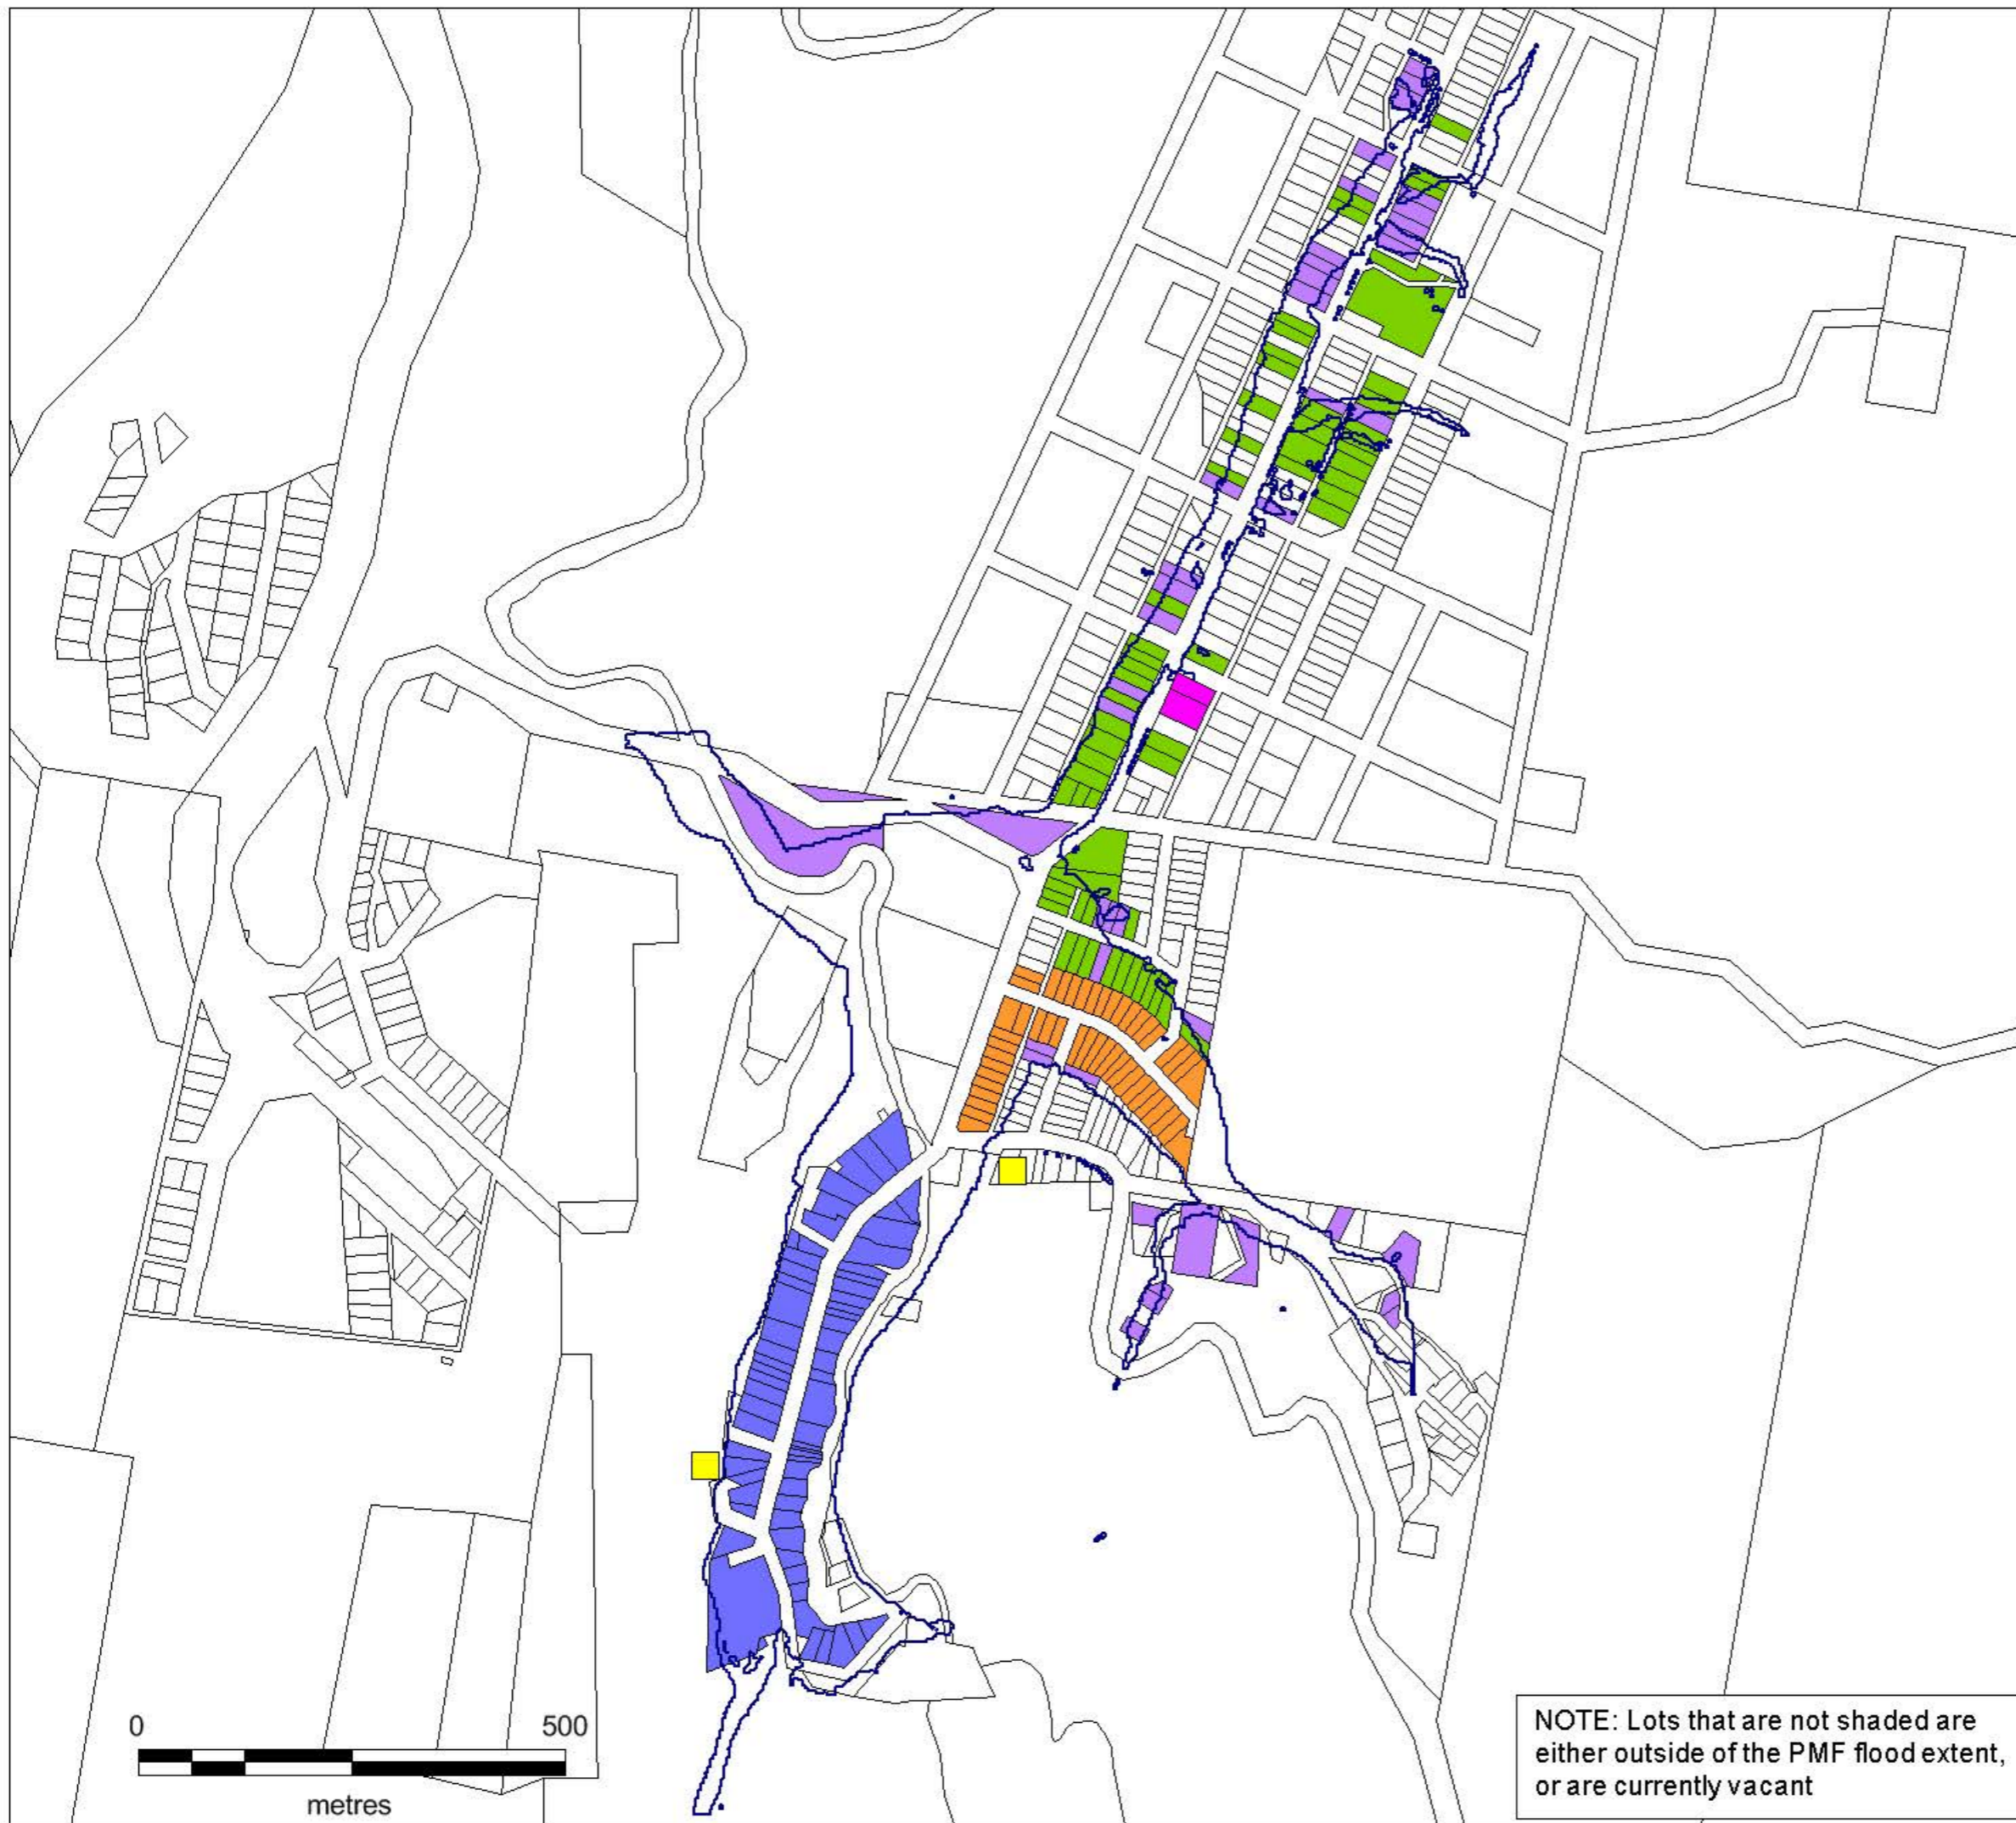 0 500
metres
NOTE: Lots that are not shaded are
either outside of the PMF flood extent,
or are currently vacant